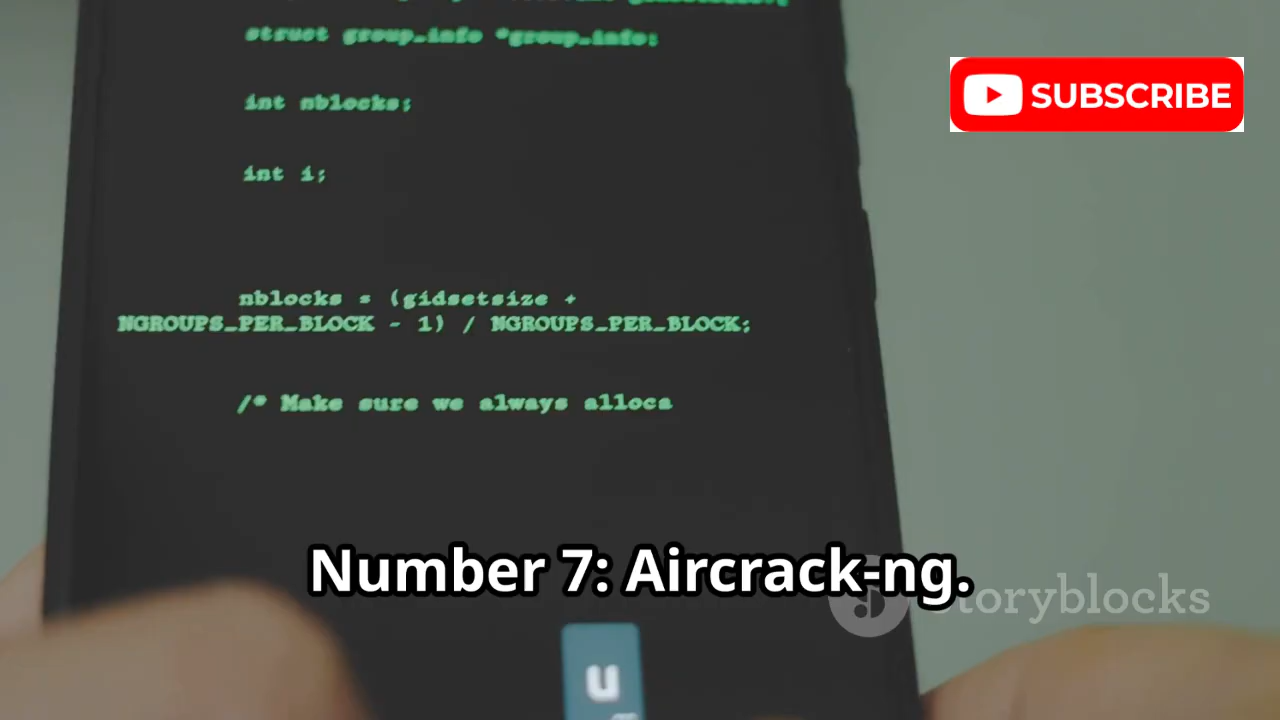 struct group_info *group_info;
SUBSCRIBE
int nblocks;
int i;
nblocks = (gidsetsize +
NGROUPS_PER_BLOCK - 1) / NGROUPS_PER_BLOCK;
/* Make sure we always alloca
Number 7: Aircrack-ng.
storyblocks
u